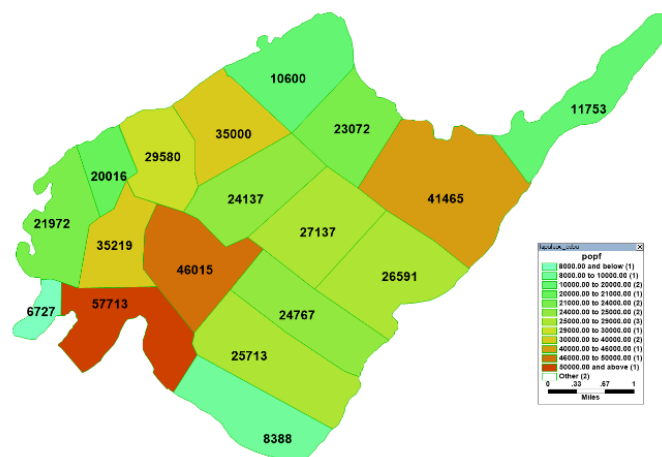 10600
11753
35000
23072
29580
20016
24137
41465
21972
27137
35219
46015
26591
6727
57713
24767
25713
8388
popf
8000.00 and below (1)
8000.00 to 10000.00 (1)
10000.00 to 20000.00 (2)
20000.00 to 21000.00 (1)
21000.00 to 24000.00 (2)
24000.00 to 25000.00 (2)
25000.00 to 29000.00 (3)
29000.00 to 30000.00 (1)
30000.00 to 40000.00 (2)
40000.00 to 46000.00 (1)
46000.00 to 50000.00 (1)
50000.00 and above (1)
Other (2)
0 .33 .67 1
Miles